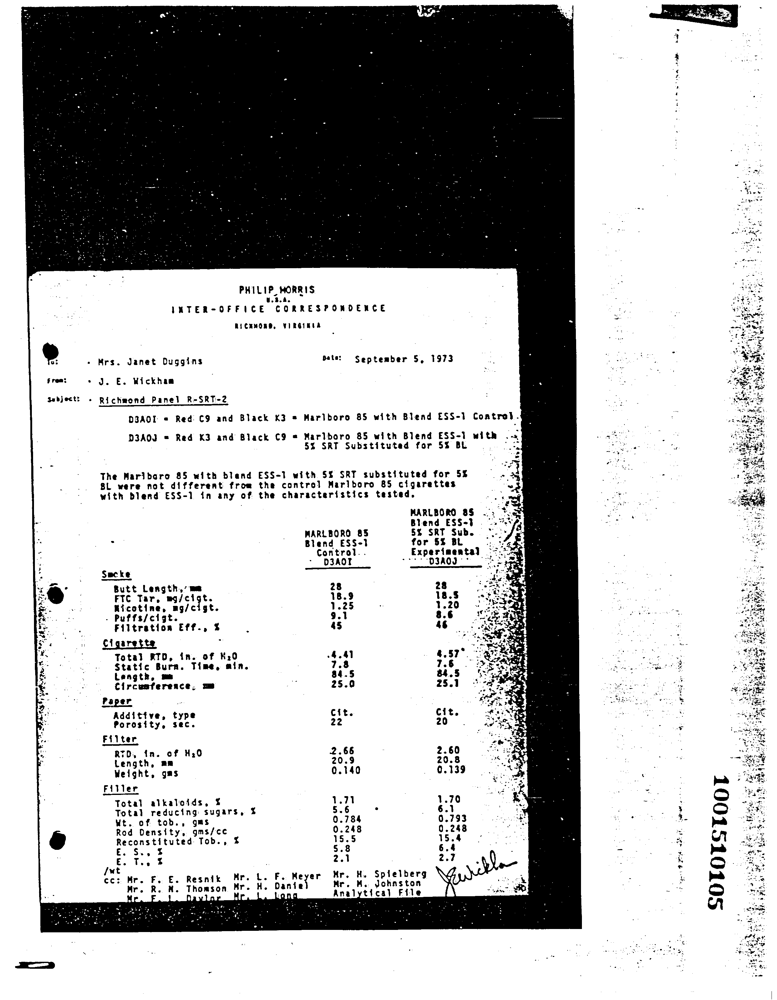 PHILIP MORRIS
U.S.A.
INTER-OFFICE CORRESPONDENCE
RICHMOND, VIRGINIA
To: Mrs. Janet Duggins Date: September 5, 1973
From: J. E. Wickham
Subject: Richmond Panel R-SRT-2
D3AOI = Red C9 and Black K3 = Marlboro 85 with Blend ESS-1 Control
D3AOJ = Red K3 and Black C9 = Marlboro 85 with Blend ESS-1 with
5% SRT Substituted for 5% BL
The Marlboro 85 with blend ESS-1 with 5% SRT substituted for 5%
BL were not different from the control Marlboro 85 cigarettes
with blend ESS-1 in any of the characteristics tested.
MARLBORO 85
Blend ESS-1
MARLBORO 85 5% SRT Sub.
Blend ESS-1 for 5% BL
Control Experimental
D3AOI D3AOJ
Smoke
Butt Length, mm 28 28
FTC Tar, mg/cigt. 18.9 18.5
Nicotine, mg/cigt. 1.25 1.20
Puffs/cigt. 9.1 8.6
Filtration Eff., % 45 46
Cigarette
Total RTD, in. of H₂O 4.41 4.57
Static Burn. Time, min. 7.8 7.6
Length, mm 84.5 84.5
Circumference, mm 25.0 25.1
Paper
Additive, type Cit. Cit.
Porosity, sec. 22 20
Filter
RTD, in. of H₂O 2.66 2.60
Length, mm 20.9 20.8
Weight, gms 0.140 0.139
Filler
Total alkaloids, % 1.71 1.70
Total reducing sugars, % 5.6 6.1
Wt. of tob., gms 0.784 0.793
Rod Density, gms/cc 0.248 0.248
Reconstituted Tob., % 15.5 15.4
E. S., % 5.8 6.4
E. T., % 2.1 2.7
/wt
cc: Mr. F. E. Resnik Mr. L. F. Meyer Mr. H. Spielberg
Mr. R. N. Thomson Mr. H. Daniel Mr. M. Johnston
Mr. F. L. Daylor Mr. L. Long Analytical File
JEWickham
1001510105